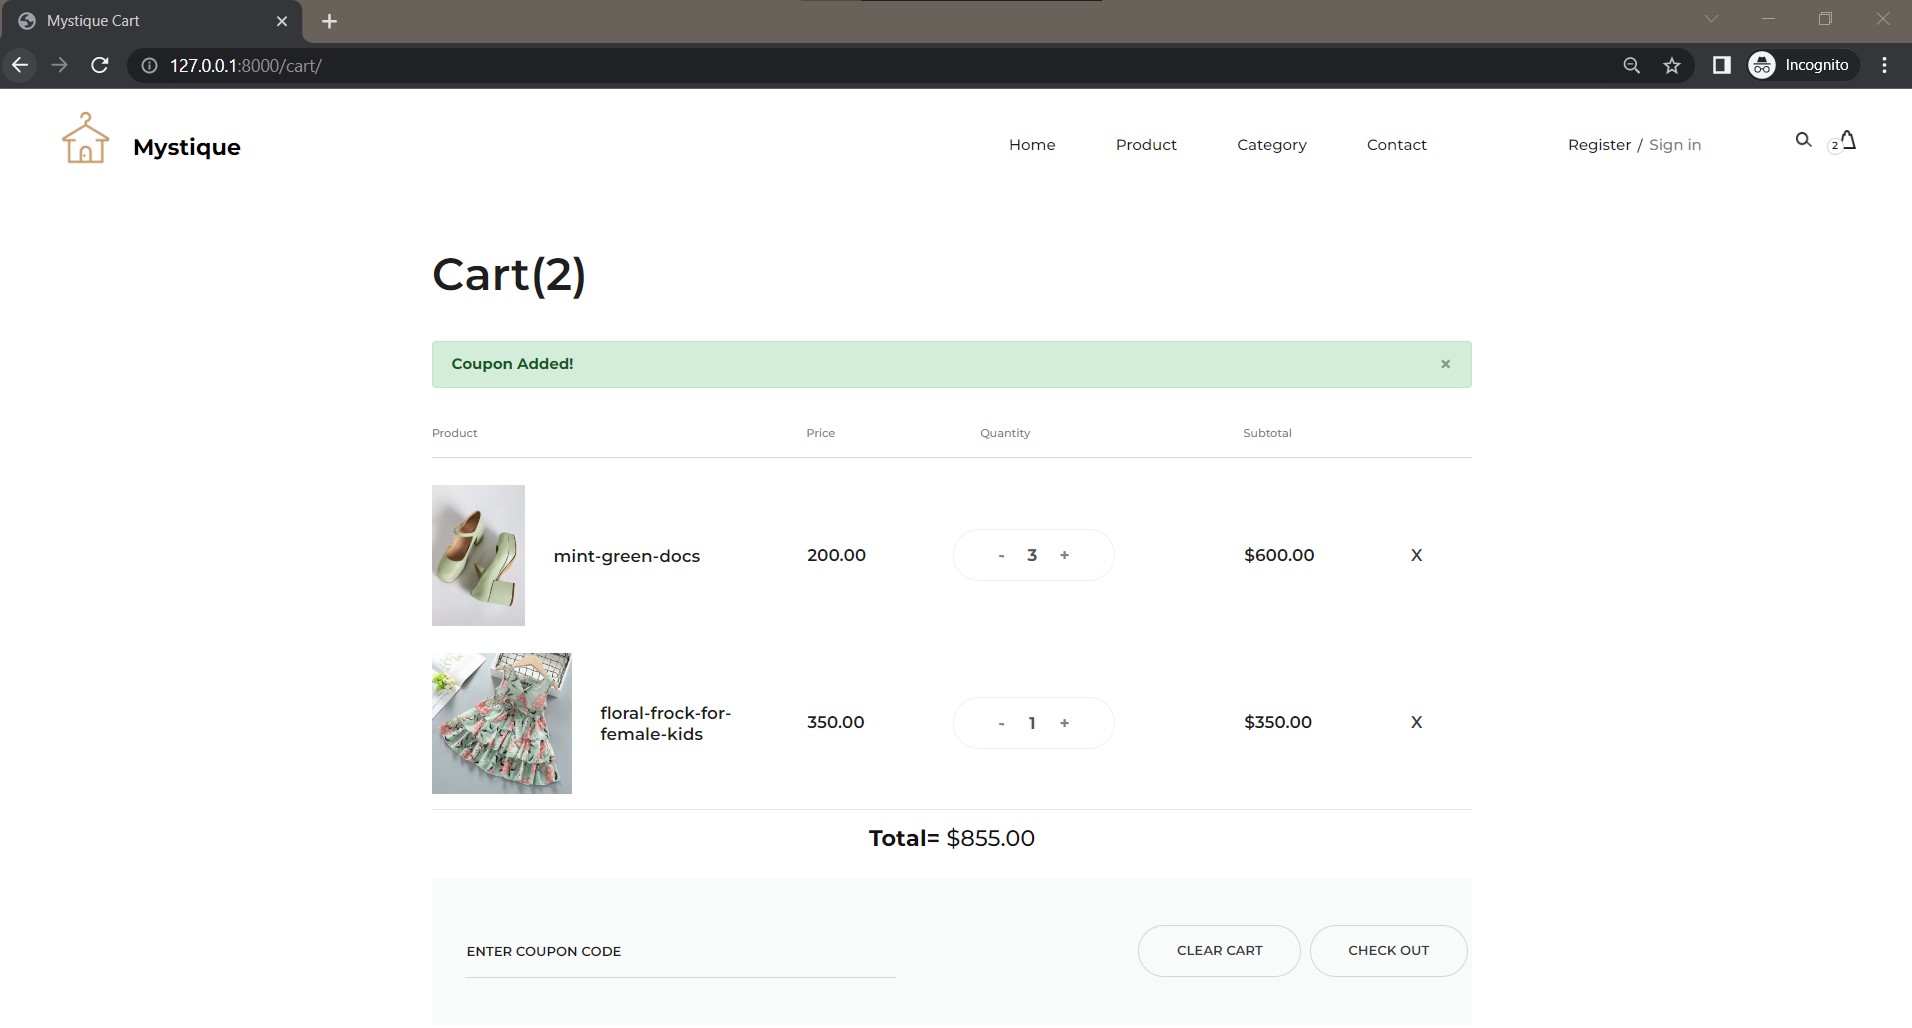 Mystique Cart
127.0.0.1:8000/cart/
Incognito
Mystique
Home
Product
Category
Contact
Register / Sign in
2
Cart(2)
Coupon Added!
×
Product
Price
Quantity
Subtotal
mint-green-docs
200.00
- 3 +
$600.00
X
floral-frock-for-
female-kids
350.00
- 1 +
$350.00
X
Total= $855.00
ENTER COUPON CODE
CLEAR CART
CHECK OUT